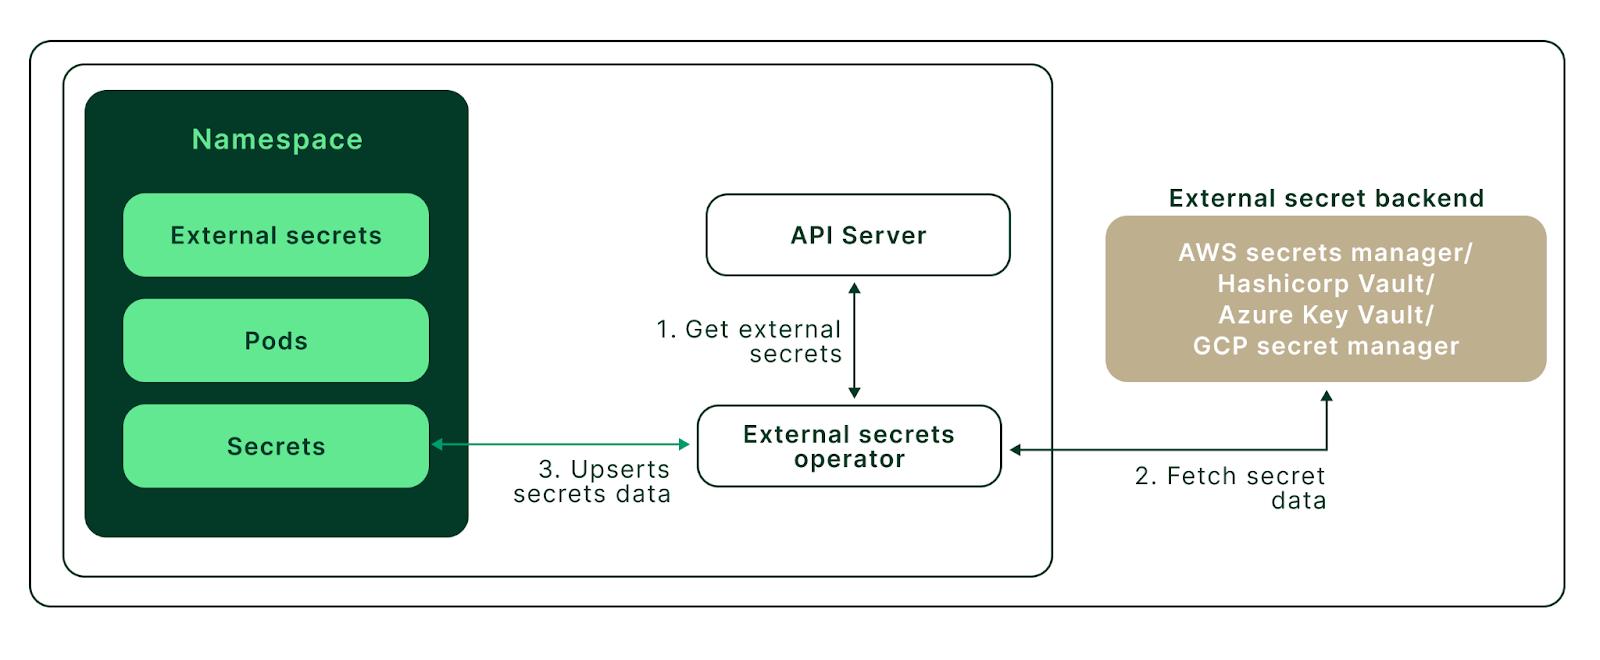 Namespace
External secrets
Pods
Secrets
API Server
1. Get external
secrets
External secrets
operator
3. Upserts
secrets data
External secret backend
AWS secrets manager/
Hashicorp Vault/
Azure Key Vault/
GCP secret manager
2. Fetch secret
data